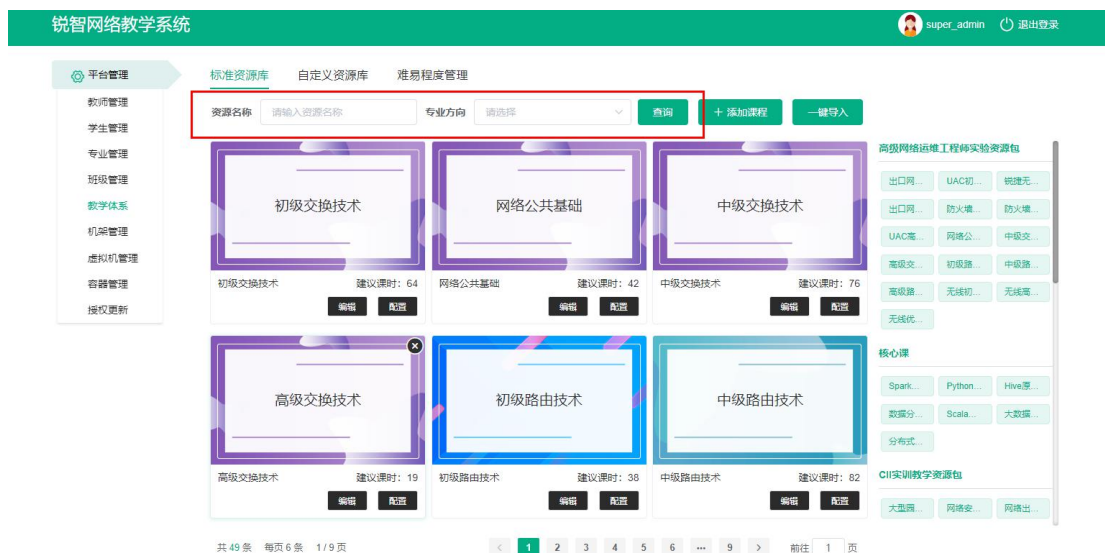 锐智网络教学系统
super_admin 退出登录
平台管理
教师管理
学生管理
专业管理
班级管理
教学体系
机架管理
虚拟机管理
容器管理
授权更新
标准资源库 自定义资源库 难易程度管理
资源名称 请输入资源名称 专业方向 请选择 查询 + 添加课程 一键导入
初级交换技术 网络公共基础 中级交换技术
初级交换技术 建议课时：64 网络公共基础 建议课时：42 中级交换技术 建议课时：76
编辑 配置 编辑 配置 编辑 配置
高级交换技术 初级路由技术 中级路由技术
高级交换技术 建议课时：19 初级路由技术 建议课时：38 中级路由技术 建议课时：82
编辑 配置 编辑 配置 编辑 配置
共 49 条 每页 6 条 1 / 9 页 < 1 2 3 4 5 6 ... 9 > 前往 1 页
高级网络运维工程师实验资源包
出口网... UAC初... 锐捷无...
出口网... 防火墙... 防火墙...
UAC高... 网络公... 中级交...
高级交... 初级路... 中级路...
高级路... 无线初... 无线高...
无线优...
核心课
Spark... Python... Hive原...
数据分... Scala... 大数据...
分布式...
CII实训教学资源包
大型园... 网络安... 网络出...